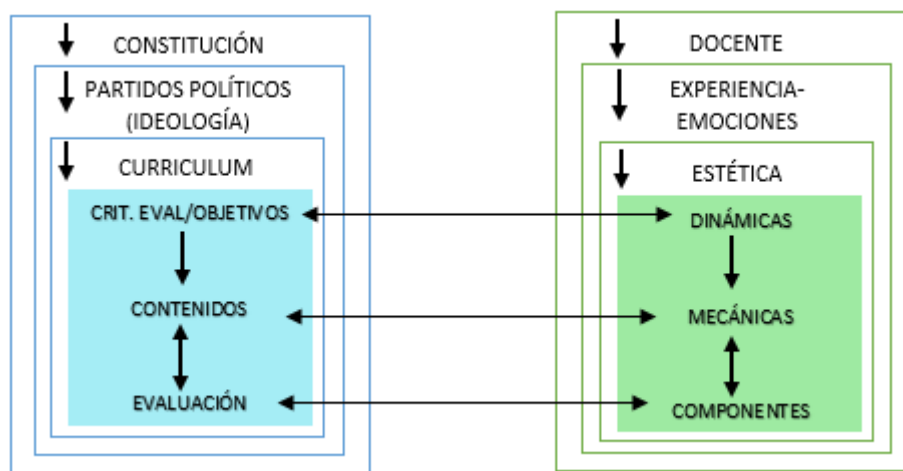 CONSTITUCIÓN
PARTIDOS POLÍTICOS
(IDEOLOGÍA)
CURRICULUM
CRIT. EVAL/OBJETIVOS
CONTENIDOS
EVALUACIÓN
DOCENTE
EXPERIENCIA-
EMOCIONES
ESTÉTICA
DINÁMICAS
MECÁNICAS
COMPONENTES